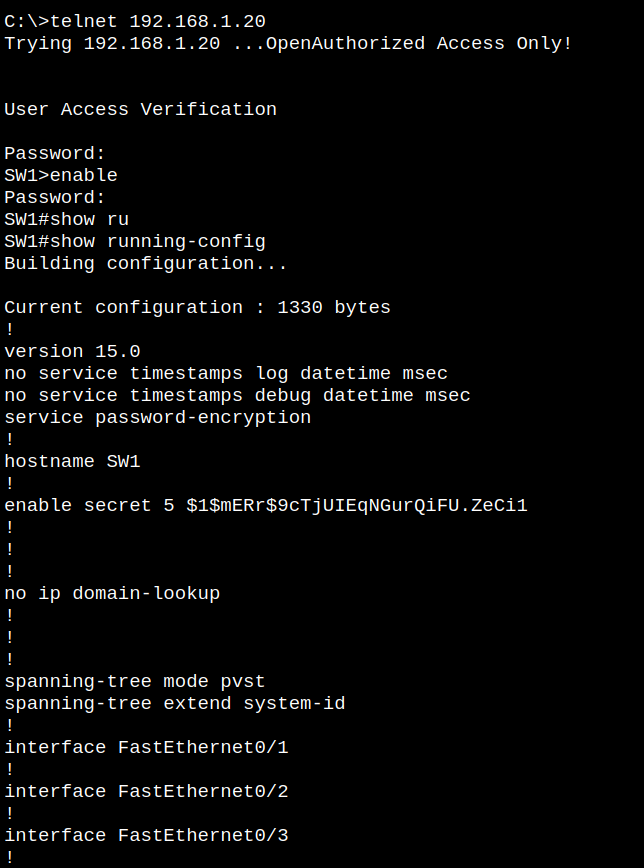 C:\>telnet 192.168.1.20
Trying 192.168.1.20 ...OpenAuthorized Access Only!
User Access Verification
Password:
SW1>enable
Password:
SW1#show ru
SW1#show running-config
Building configuration...
Current configuration : 1330 bytes
!
version 15.0
no service timestamps log datetime msec
no service timestamps debug datetime msec
service password-encryption
!
hostname SW1
!
enable secret 5 $1$mERr$9cTjUIEqNGurQiFU.ZeCi1
!
!
!
no ip domain-lookup
!
!
!
spanning-tree mode pvst
spanning-tree extend system-id
!
interface FastEthernet0/1
!
interface FastEthernet0/2
!
interface FastEthernet0/3
!